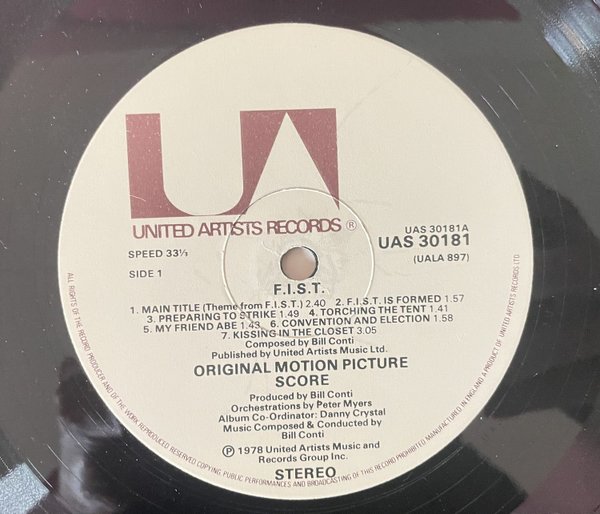 UA
UNITED ARTISTS RECORDS ®
SPEED 33⅓
SIDE 1
UAS 30181A
UAS 30181
(UALA 897)
F.I.S.T.
1. MAIN TITLE (Theme from F.I.S.T.) 2.40 2. F.I.S.T. IS FORMED 1.57
3. PREPARING TO STRIKE 1.49 4. TORCHING THE TENT 1.41
5. MY FRIEND ABE 1.43 6. CONVENTION AND ELECTION 1.58
7. KISSING IN THE CLOSET 3.05
Composed by Bill Conti
Published by United Artists Music Ltd.
ORIGINAL MOTION PICTURE
SCORE
Produced by Bill Conti
Orchestrations by Peter Myers
Album Co-Ordinator: Danny Crystal
Music Composed & Conducted by
Bill Conti
℗ 1978 United Artists Music and
Records Group Inc.
STEREO
ALL RIGHTS OF THE RECORD PRODUCER AND OF THE OWNER OF THE WORK REPRODUCED RESERVED COPYING, PUBLIC PERFORMANCES AND BROADCASTING OF THIS RECORD PROHIBITED MANUFACTURED IN ENGLAND A PRODUCT OF UNITED ARTISTS RECORDS LTD